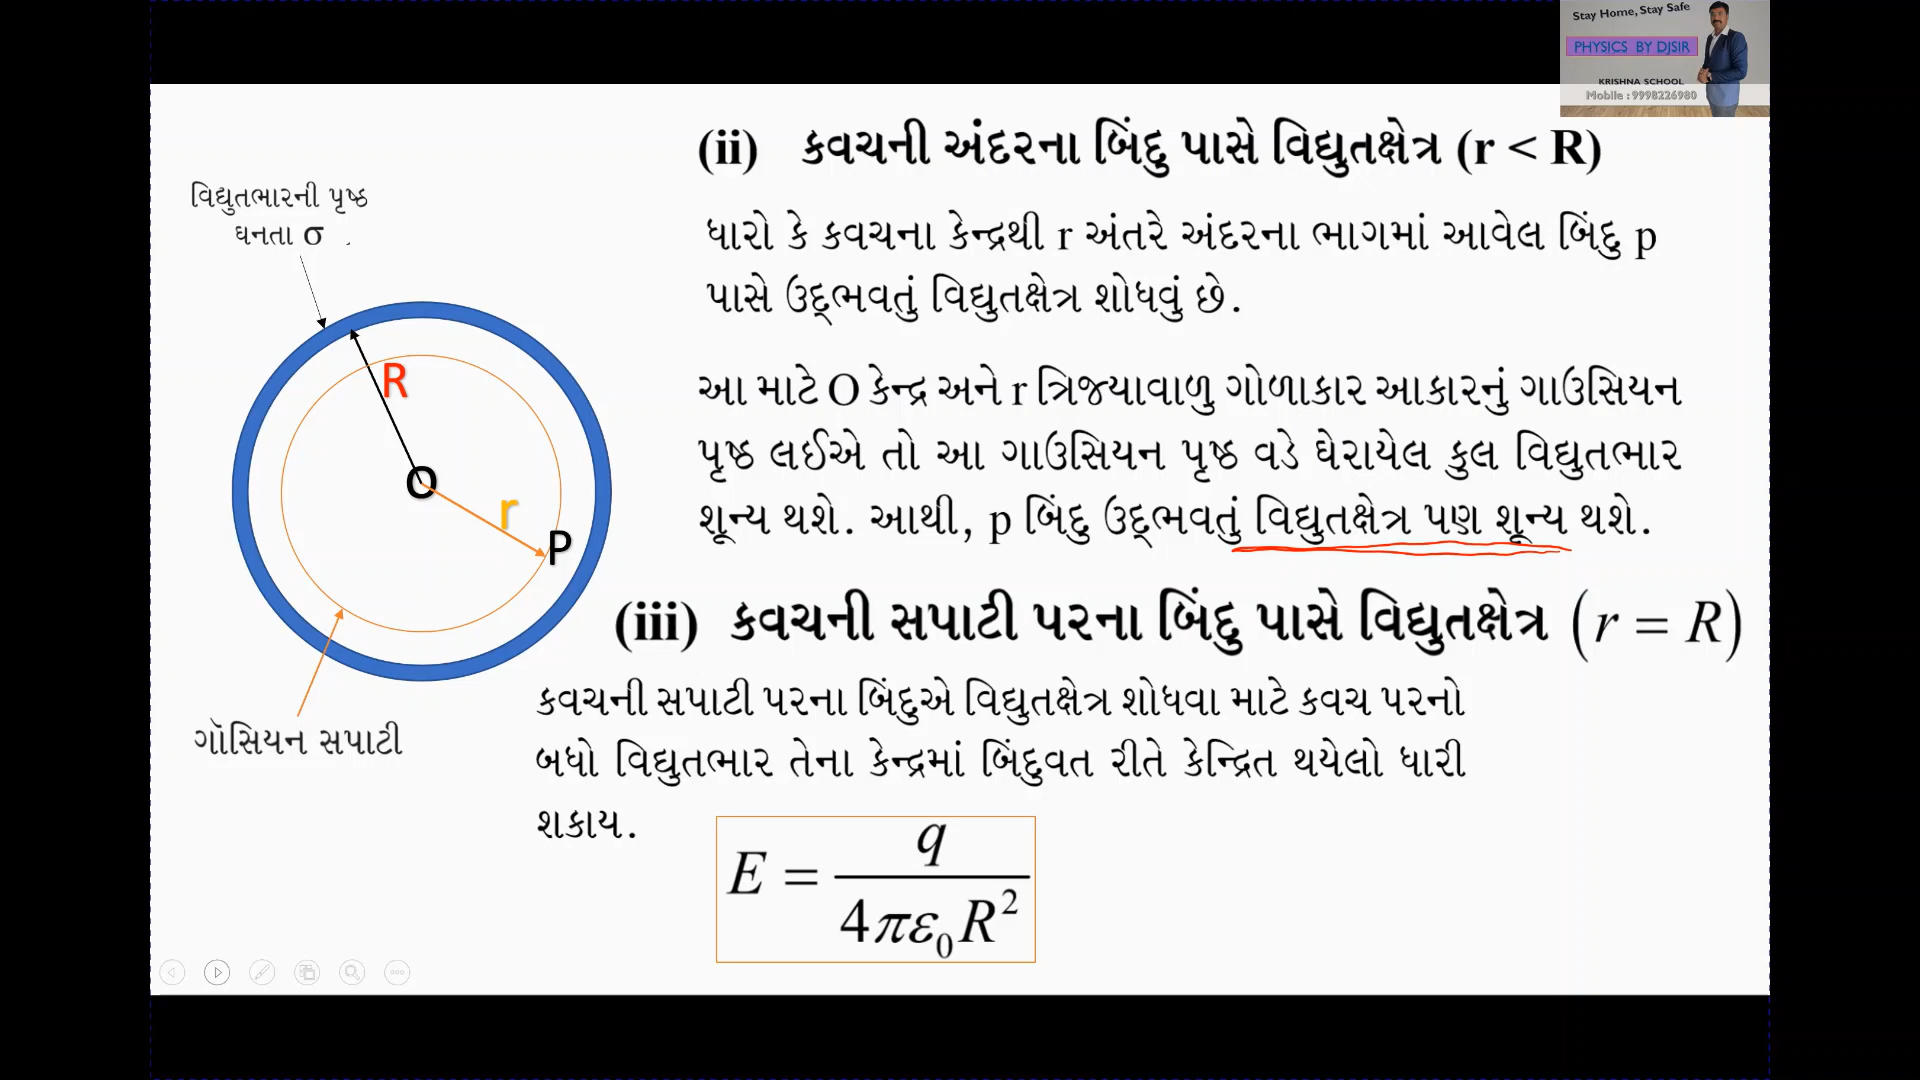 Stay Home, Stay Safe
PHYSICS BY DJSIR
KRISHNA SCHOOL
Mobile : 9998226980
(ii) કવચની અંદરના બિંદુ પાસે વિદ્યુતક્ષેત્ર (r < R)
ધારો કે કવચના કેન્દ્રથી r અંતરે અંદરના ભાગમાં આવેલ બિંદુ p
પાસે ઉદ્ભવતું વિદ્યુતક્ષેત્ર શોધવું છે.
આ માટે O કેન્દ્ર અને r ત્રિજયાવાળુ ગોળાકાર આકારનું ગાઉસિયન
પૃષ્ઠ લઈએ તો આ ગાઉસિયન પૃષ્ઠ વડે ઘેરાયેલ કુલ વિદ્યુતભાર
શૂન્ય થશે. આથી, p બિંદુ ઉદ્ભવતું વિદ્યુતક્ષેત્ર પણ શૂન્ય થશે.
વિદ્યુતભારની પૃષ્ઠ
ઘનતા σ
R
O
r
P
ગૉસિયન સપાટી
(iii) કવચની સપાટી પરના બિંદુ પાસે વિદ્યુતક્ષેત્ર (r = R)
કવચની સપાટી પરના બિંદુએ વિદ્યુતક્ષેત્ર શોધવા માટે કવચ પરનો
બધો વિદ્યુતભાર તેના કેન્દ્રમાં બિંદુવત રીતે કેન્દ્રિત થયેલો ધારી
શકાય.
E = q / 4πε₀R²